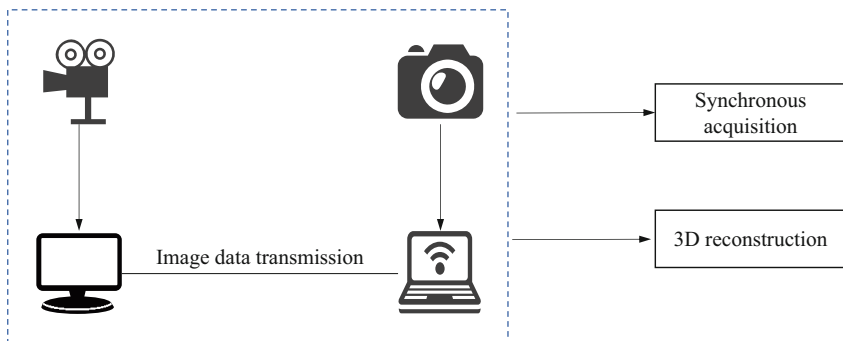 Synchronous
acquisition
Image data transmission
3D reconstruction